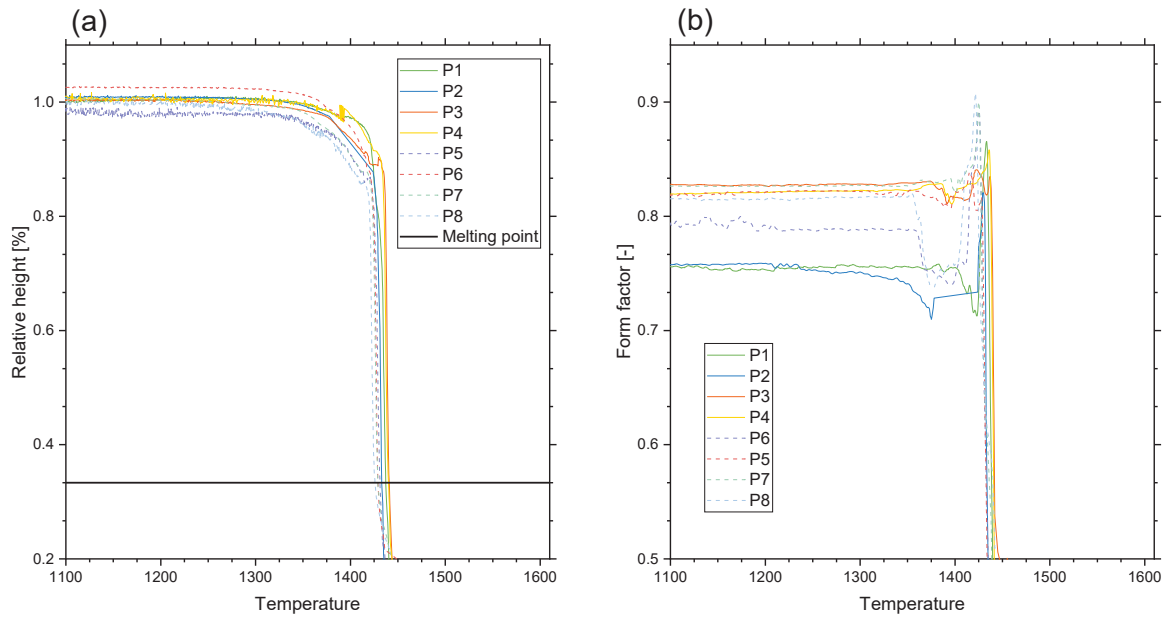 (a)
Relative height [%]
1.0
0.8
0.6
0.4
0.2
P1
P2
P3
P4
P5
P6
P7
P8
Melting point
1100 1200 1300 1400 1500 1600
Temperature
(b)
Form factor [-]
0.9
0.8
0.7
0.6
0.5
P1
P2
P3
P4
P6
P5
P7
P8
1100 1200 1300 1400 1500 1600
Temperature